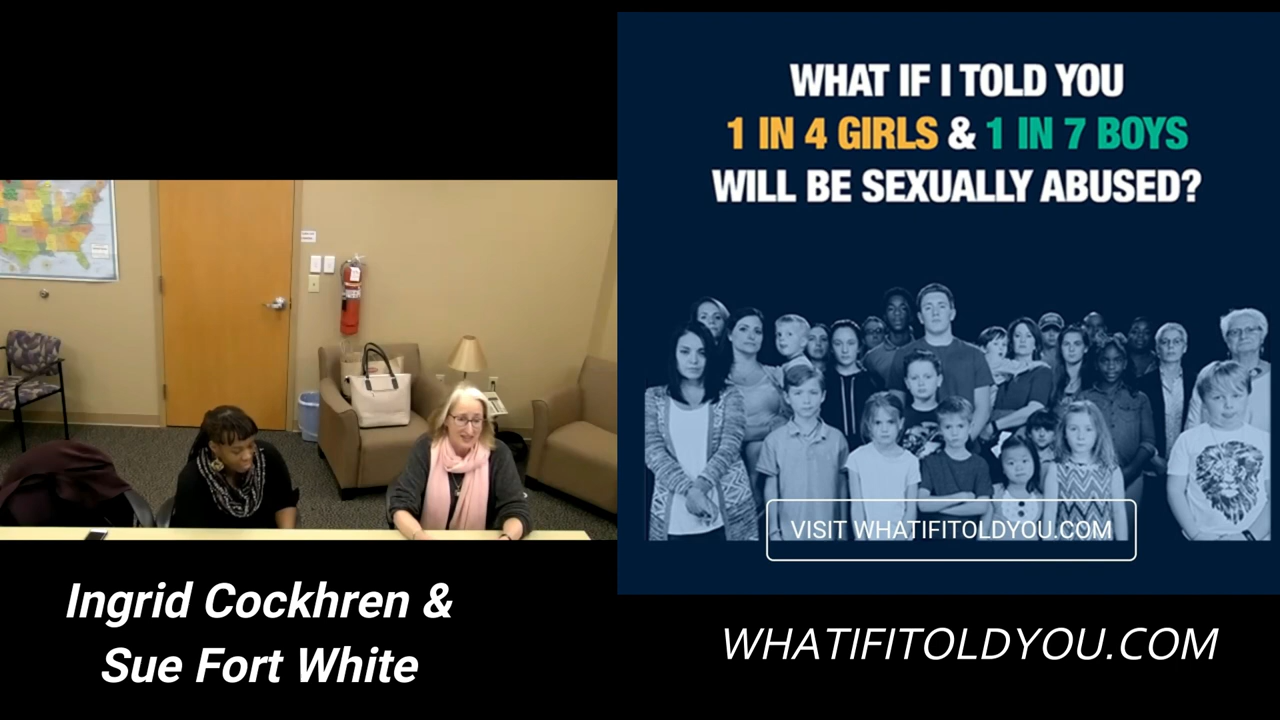 WHAT IF I TOLD YOU
1 IN 4 GIRLS & 1 IN 7 BOYS
WILL BE SEXUALLY ABUSED?
VISIT WHATIFITOLDYOU.COM
Ingrid Cockhren &
Sue Fort White
WHATIFITOLDYOU.COM